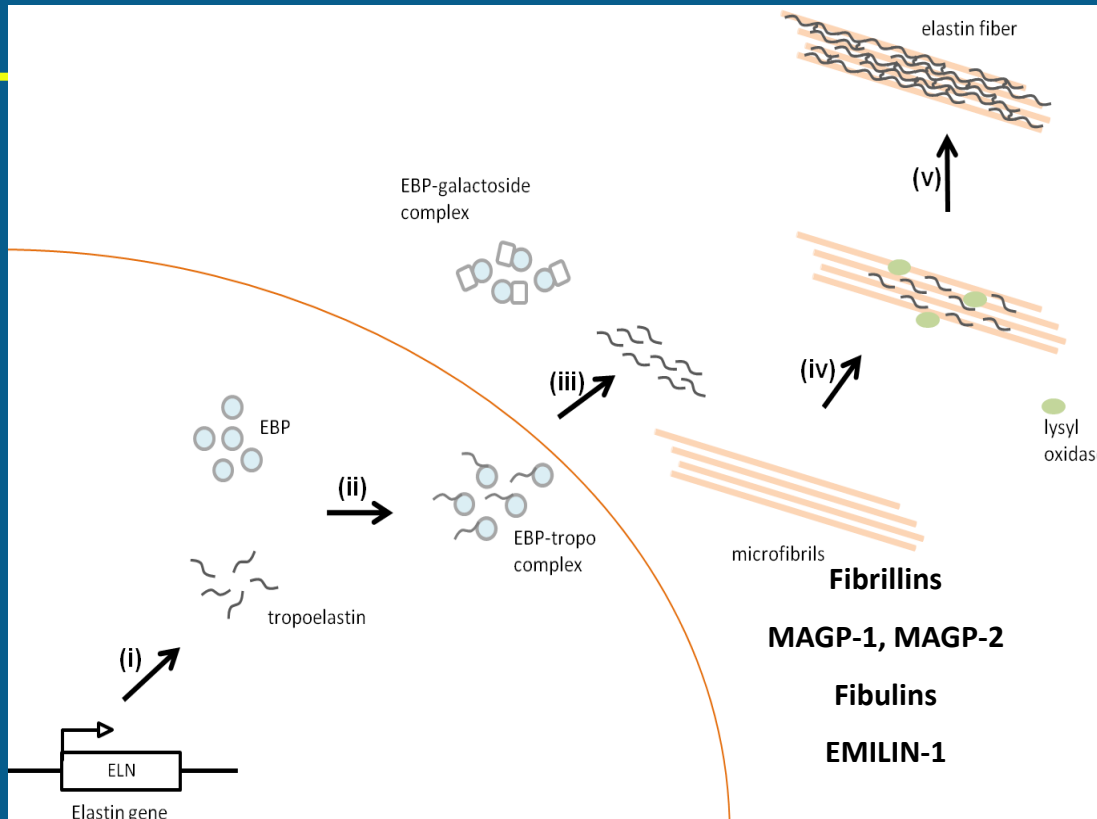 elastin fiber
(v)
EBP-galactoside
complex
(iii)
(iv)
EBP
lysyl
oxidase
(ii)
EBP-tropo
complex
microfibrils
Fibrillins
tropoelastin
MAGP-1, MAGP-2
(i)
Fibulins
EMILIN-1
ELN
Elastin gene